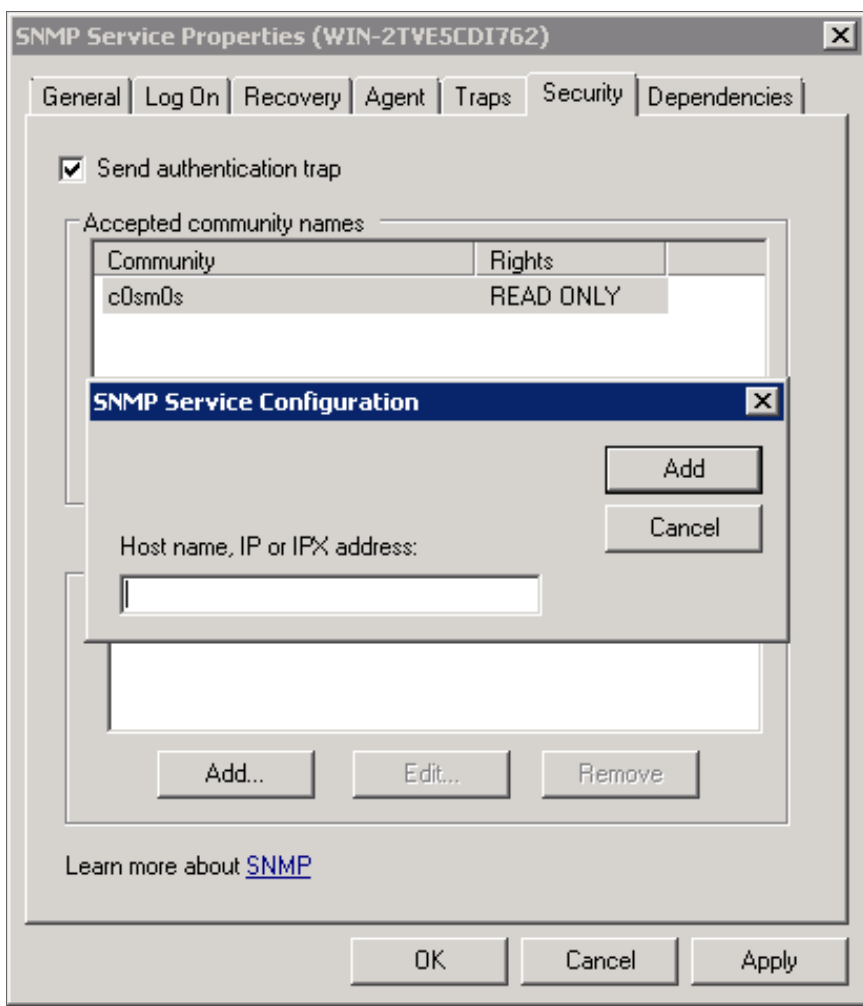 SNMP Service Properties (WIN-2TVE5CDI762)
General Log On Recovery Agent Traps Security Dependencies
Send authentication trap
Accepted community names
Community Rights
c0sm0s READ ONLY
SNMP Service Configuration
Add
Cancel
Host name, IP or IPX address:
Add... Edit... Remove
Learn more about SNMP
OK Cancel Apply